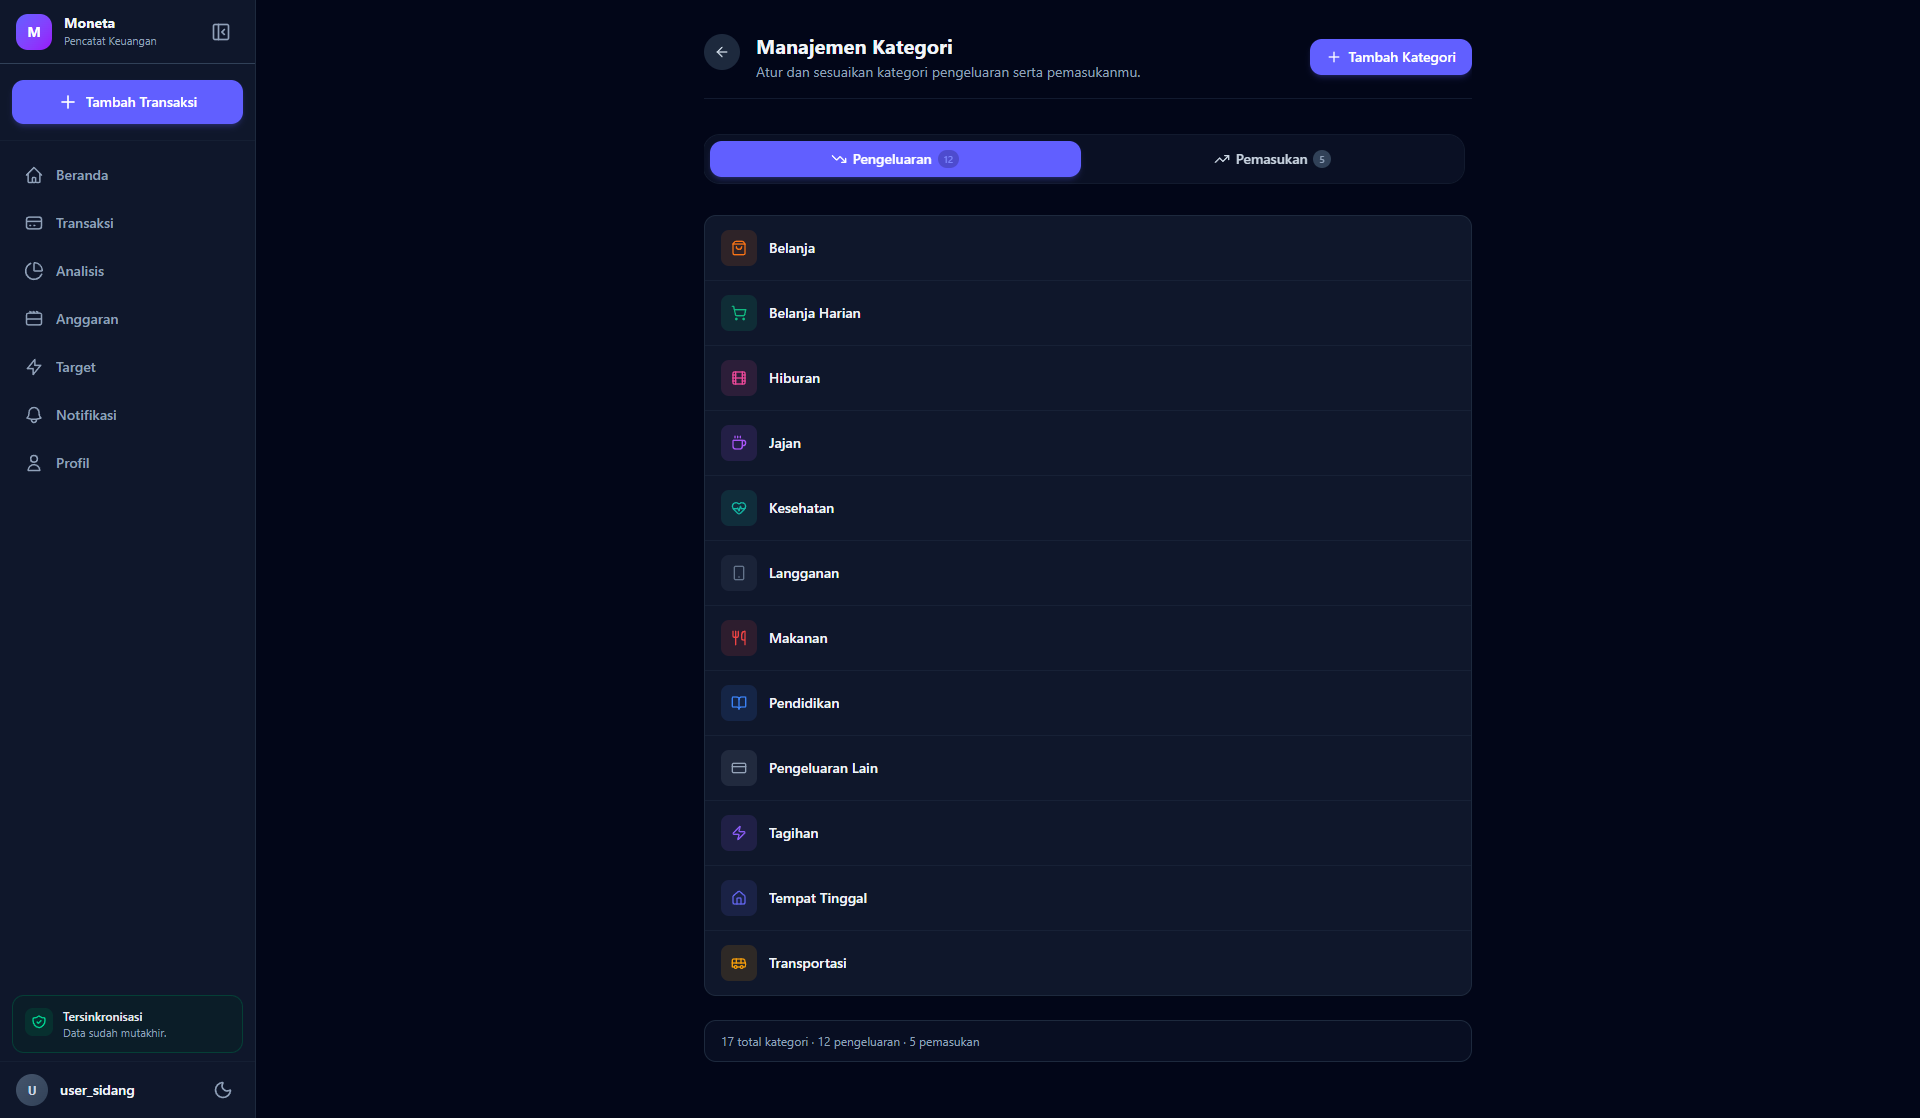 M
Moneta
Pencatat Keuangan
Tambah Transaksi
Beranda
Transaksi
Analisis
Anggaran
Target
Notifikasi
Profil
Tersinkronisasi
Data sudah mutakhir.
U
user_sidang
Manajemen Kategori
Atur dan sesuaikan kategori pengeluaran serta pemasukanmu.
Tambah Kategori
Pengeluaran 12
Pemasukan 5
Belanja
Belanja Harian
Hiburan
Jajan
Kesehatan
Langganan
Makanan
Pendidikan
Pengeluaran Lain
Tagihan
Tempat Tinggal
Transportasi
17 total kategori · 12 pengeluaran · 5 pemasukan